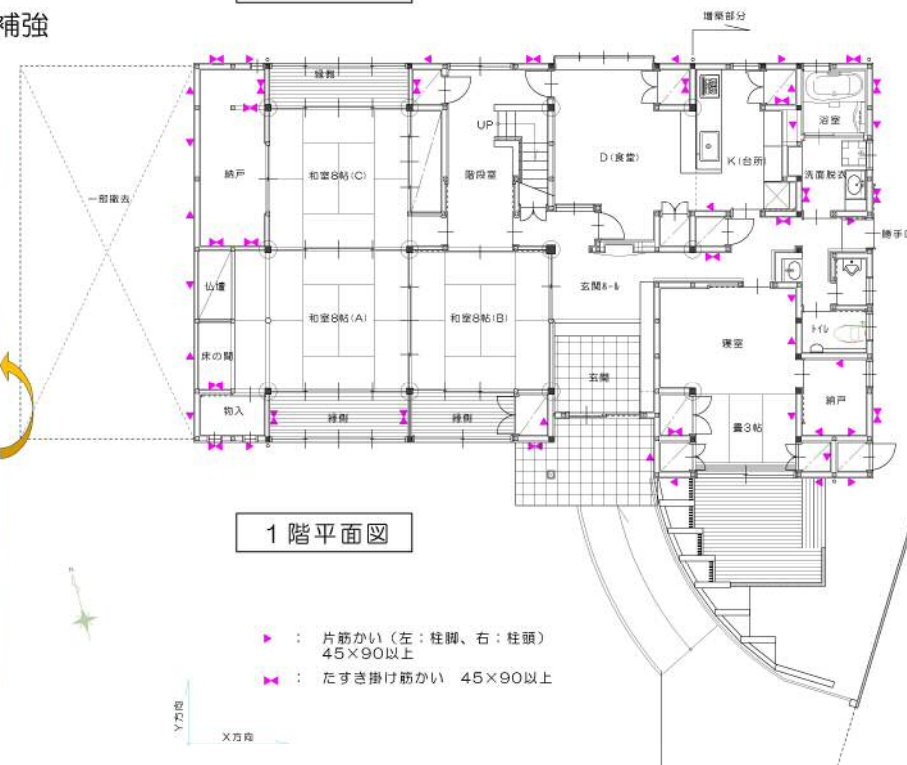 補強
増築部分
縁側
浴室
UP
D(食堂)
K(台所)
納戸
和室8帖(C)
階段室
洗面脱衣
一部撤去
勝手口
仏壇
玄関ホール
和室8帖(A)
和室8帖(B)
トイレ
寝室
床の間
玄関
物入
縁側
縁側
納戸
畳3帖
1階平面図
▶ : 片筋かい(左:柱脚、右:柱頭)
45×90以上
: たすき掛け筋かい 45×90以上
Y方向
X方向